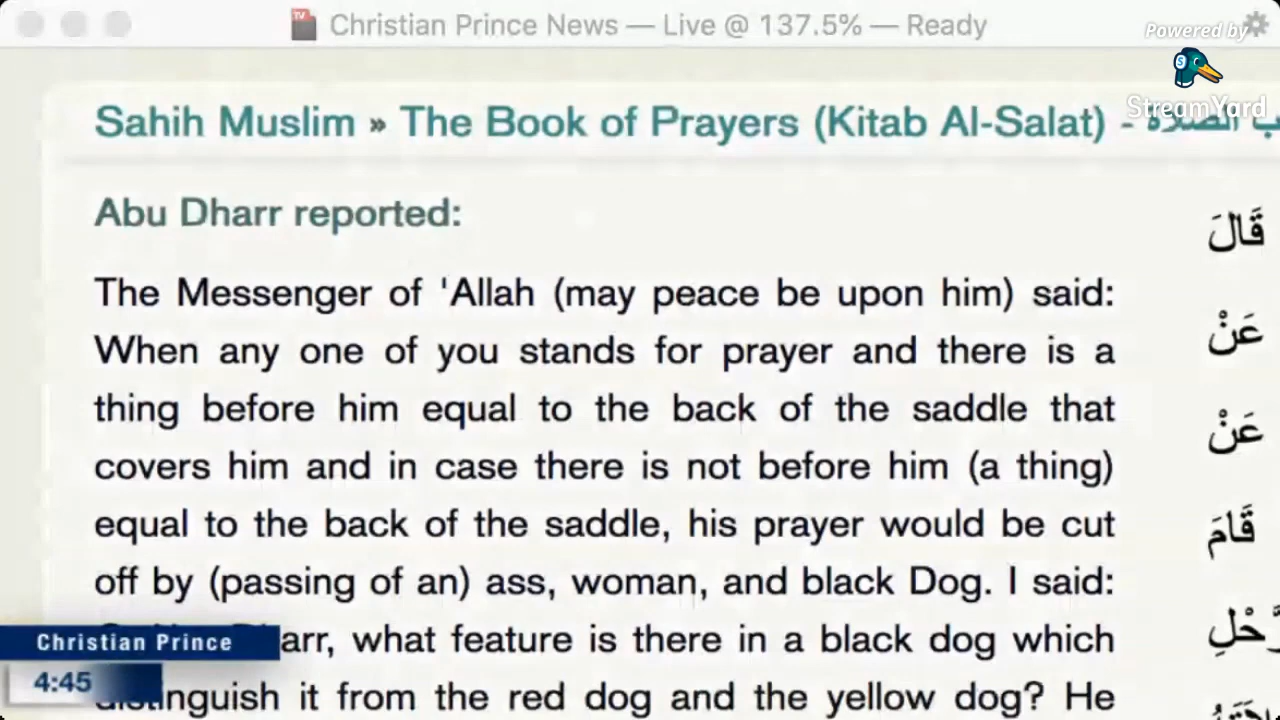 Christian Prince News — Live @ 137.5% — Ready
Powered by
StreamYard
Sahih Muslim » The Book of Prayers (Kitab Al-Salat) - ب الصلاة
Abu Dharr reported:
قَالَ
The Messenger of 'Allah (may peace be upon him) said:
When any one of you stands for prayer and there is a
عَنْ
thing before him equal to the back of the saddle that
عَنْ
covers him and in case there is not before him (a thing)
equal to the back of the saddle, his prayer would be cut
قَامَ
off by (passing of an) ass, woman, and black Dog. I said:
arr, what feature is there in a black dog which
حْلِ
inguish it from the red dog and the yellow dog? He
Christian Prince
4:45